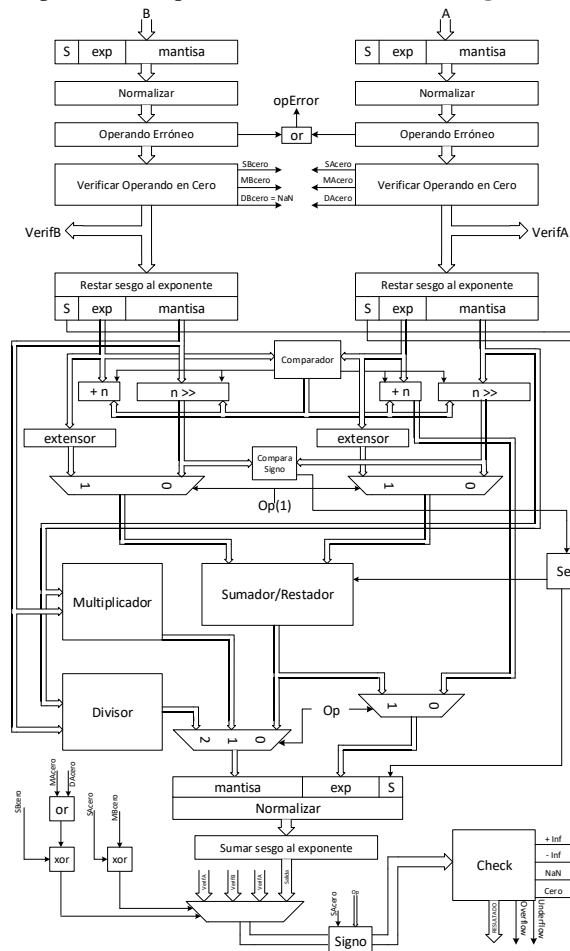 B A
S exp mantisa S exp mantisa
Normalizar Normalizar
opError
Operando Erróneo or Operando Erróneo
SBcero SAcero
Verificar Operando en Cero MBcero MAcero Verificar Operando en Cero
DBcero = NaN DAcero
VerifB VerifA
Restar sesgo al exponente Restar sesgo al exponente
S exp mantisa S exp mantisa
Comparador
+ n n >> + n n >>
extensor Compara extensor
Signo
1 0 1 0
Op(1)
Se
Multiplicador Sumador/Restador
Divisor 1 0
Op
2 1 0
mantisa exp S
Normalizar
SBcero MAcero DAcero SAcero MBcero
or
Sumar sesgo al exponente
xor xor
VerifA VerifB VerifA Salida
SAcero Op
Signo
Check
+ Inf
- Inf
NaN
Cero
RESULTADO Overflow Underflow